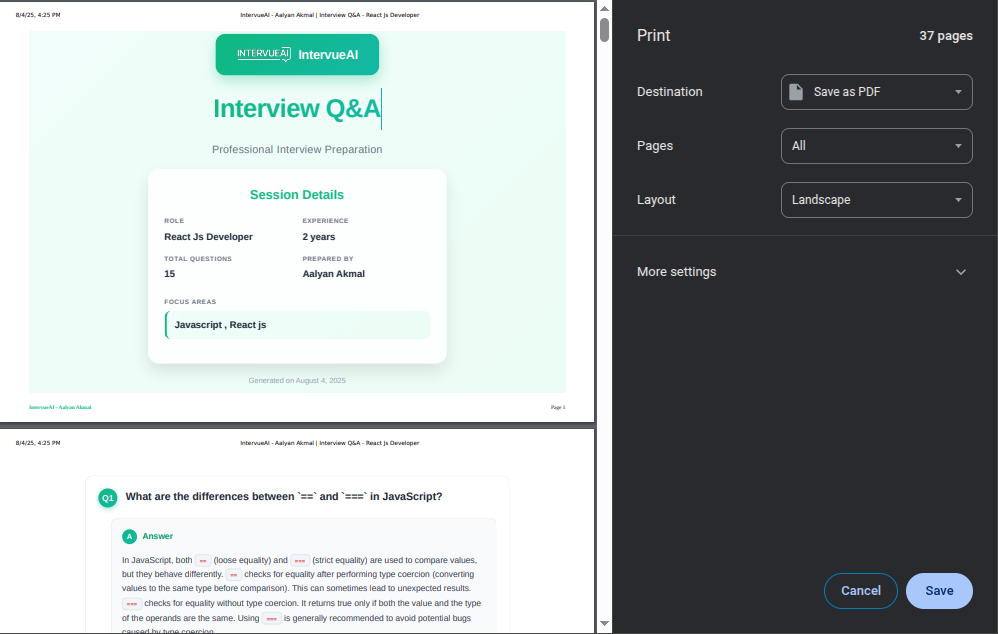 8/4/25, 4:25 PM
IntervueAI - Aalyan Akmal | Interview Q&A - React Js Developer
INTERVUEAI IntervueAI
Interview Q&A
Professional Interview Preparation
Session Details
ROLE
React Js Developer
EXPERIENCE
2 years
TOTAL QUESTIONS
15
PREPARED BY
Aalyan Akmal
FOCUS AREAS
Javascript , React js
Generated on August 4, 2025
IntervueAI - Aalyan Akmal
Page 1
8/4/25, 4:25 PM
IntervueAI - Aalyan Akmal | Interview Q&A - React Js Developer
Q1 What are the differences between `==` and `===` in JavaScript?
A Answer
In JavaScript, both == (loose equality) and === (strict equality) are used to compare values,
but they behave differently. == checks for equality after performing type coercion (converting
values to the same type before comparison). This can sometimes lead to unexpected results.
=== checks for equality without type coercion. It returns true only if both the value and the type
of the operands are the same. Using === is generally recommended to avoid potential bugs
caused by type coercion.
Print
37 pages
Destination
Save as PDF
Pages
All
Layout
Landscape
More settings
Cancel
Save